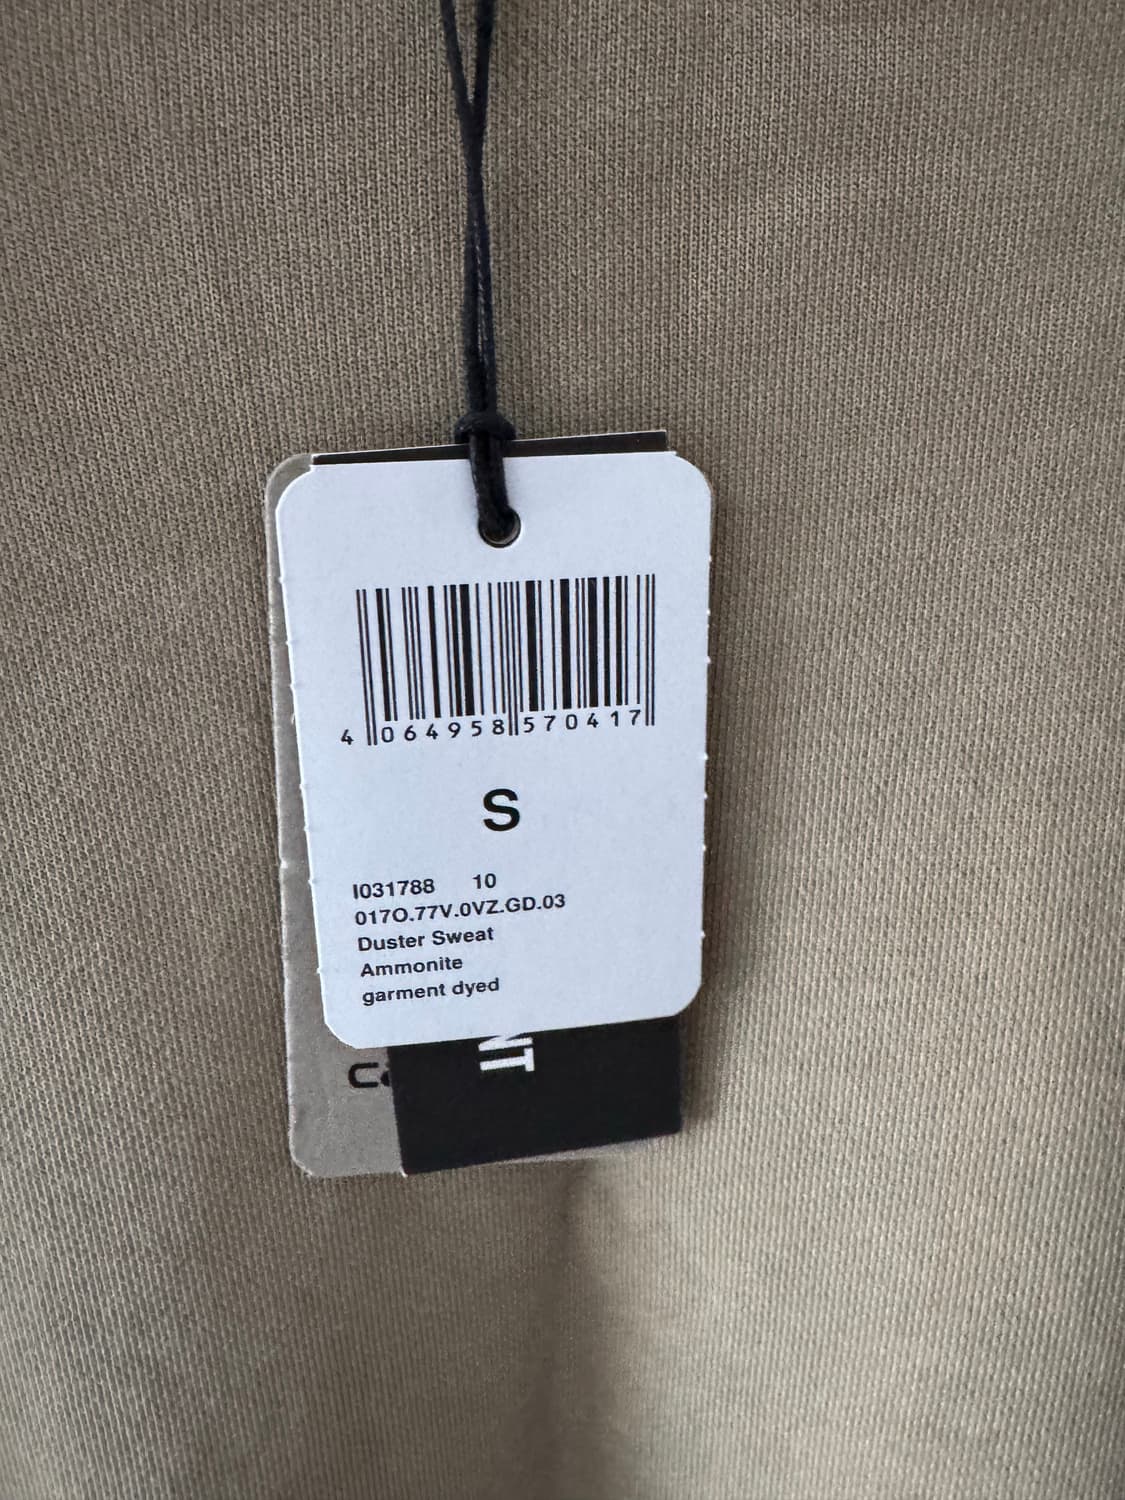 4 064958 570417
S
I031788 10
017O.77V.0VZ.GD.03
Duster Sweat
Ammonite
garment dyed